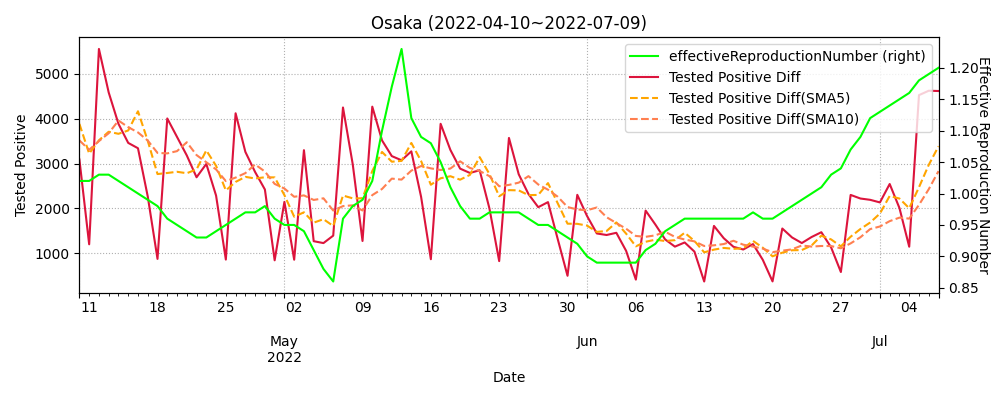 Osaka (2022-04-10~2022-07-09)
effectiveReproductionNumber (right)
Tested Positive Diff
Tested Positive Diff(SMA5)
Tested Positive Diff(SMA10)
Tested Positive
5000
4000
3000
2000
1000
Effective Reproduction Number
1.20
1.15
1.10
1.05
1.00
0.95
0.90
0.85
11 18 25 02 09 16 23 30 06 13 20 27 04
May Jun Jul
2022
Date